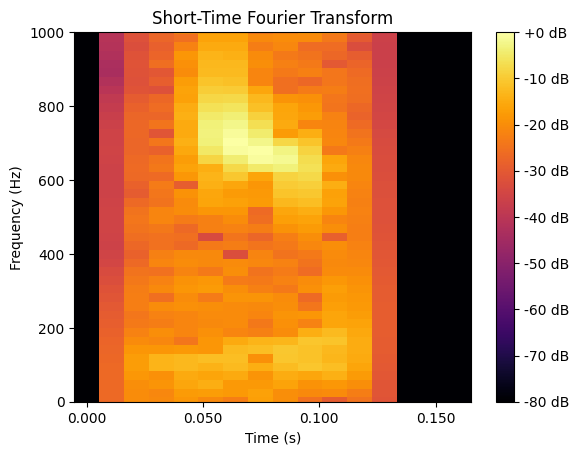 Short-Time Fourier Transform
1000
800
600
400
200
0
Frequency (Hz)
0.000
0.050
0.100
0.150
Time (s)
+0 dB
-10 dB
-20 dB
-30 dB
-40 dB
-50 dB
-60 dB
-70 dB
-80 dB